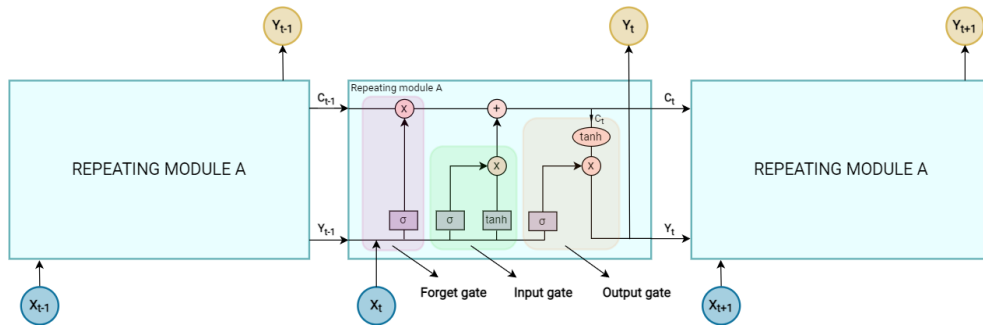 Yt-1
Yt
Yt+1
Repeating module A
Ct-1
X
+
Ct
Ct
tanh
REPEATING MODULE A
X
X
REPEATING MODULE A
σ
σ
tanh
σ
Yt-1
Yt
Xt-1
Xt
Forget gate
Input gate
Output gate
Xt+1